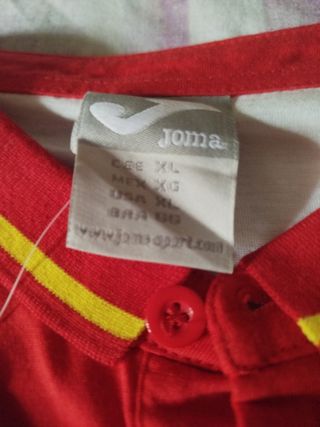 Joma
CEE XL
MEX XG
USA XL
BRA GG
www.joma-sport.com